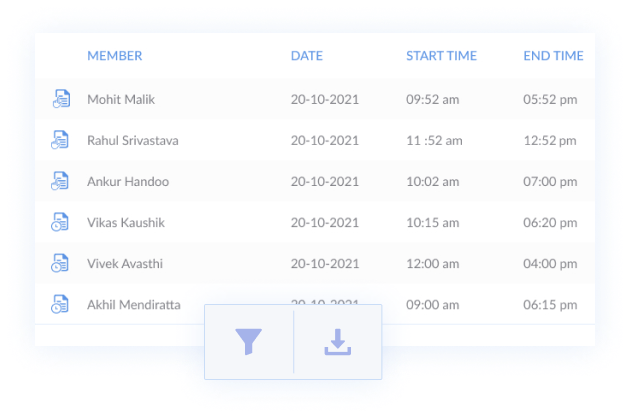 MEMBER DATE START TIME END TIME
Mohit Malik 20-10-2021 09:52 am 05:52 pm
Rahul Srivastava 20-10-2021 11 :52 am 12:52 pm
Ankur Handoo 20-10-2021 10:02 am 07:00 pm
Vikas Kaushik 20-10-2021 10:15 am 06:20 pm
Vivek Avasthi 20-10-2021 12:00 am 04:00 pm
Akhil Mendiratta 20-10-2021 09:00 am 06:15 pm